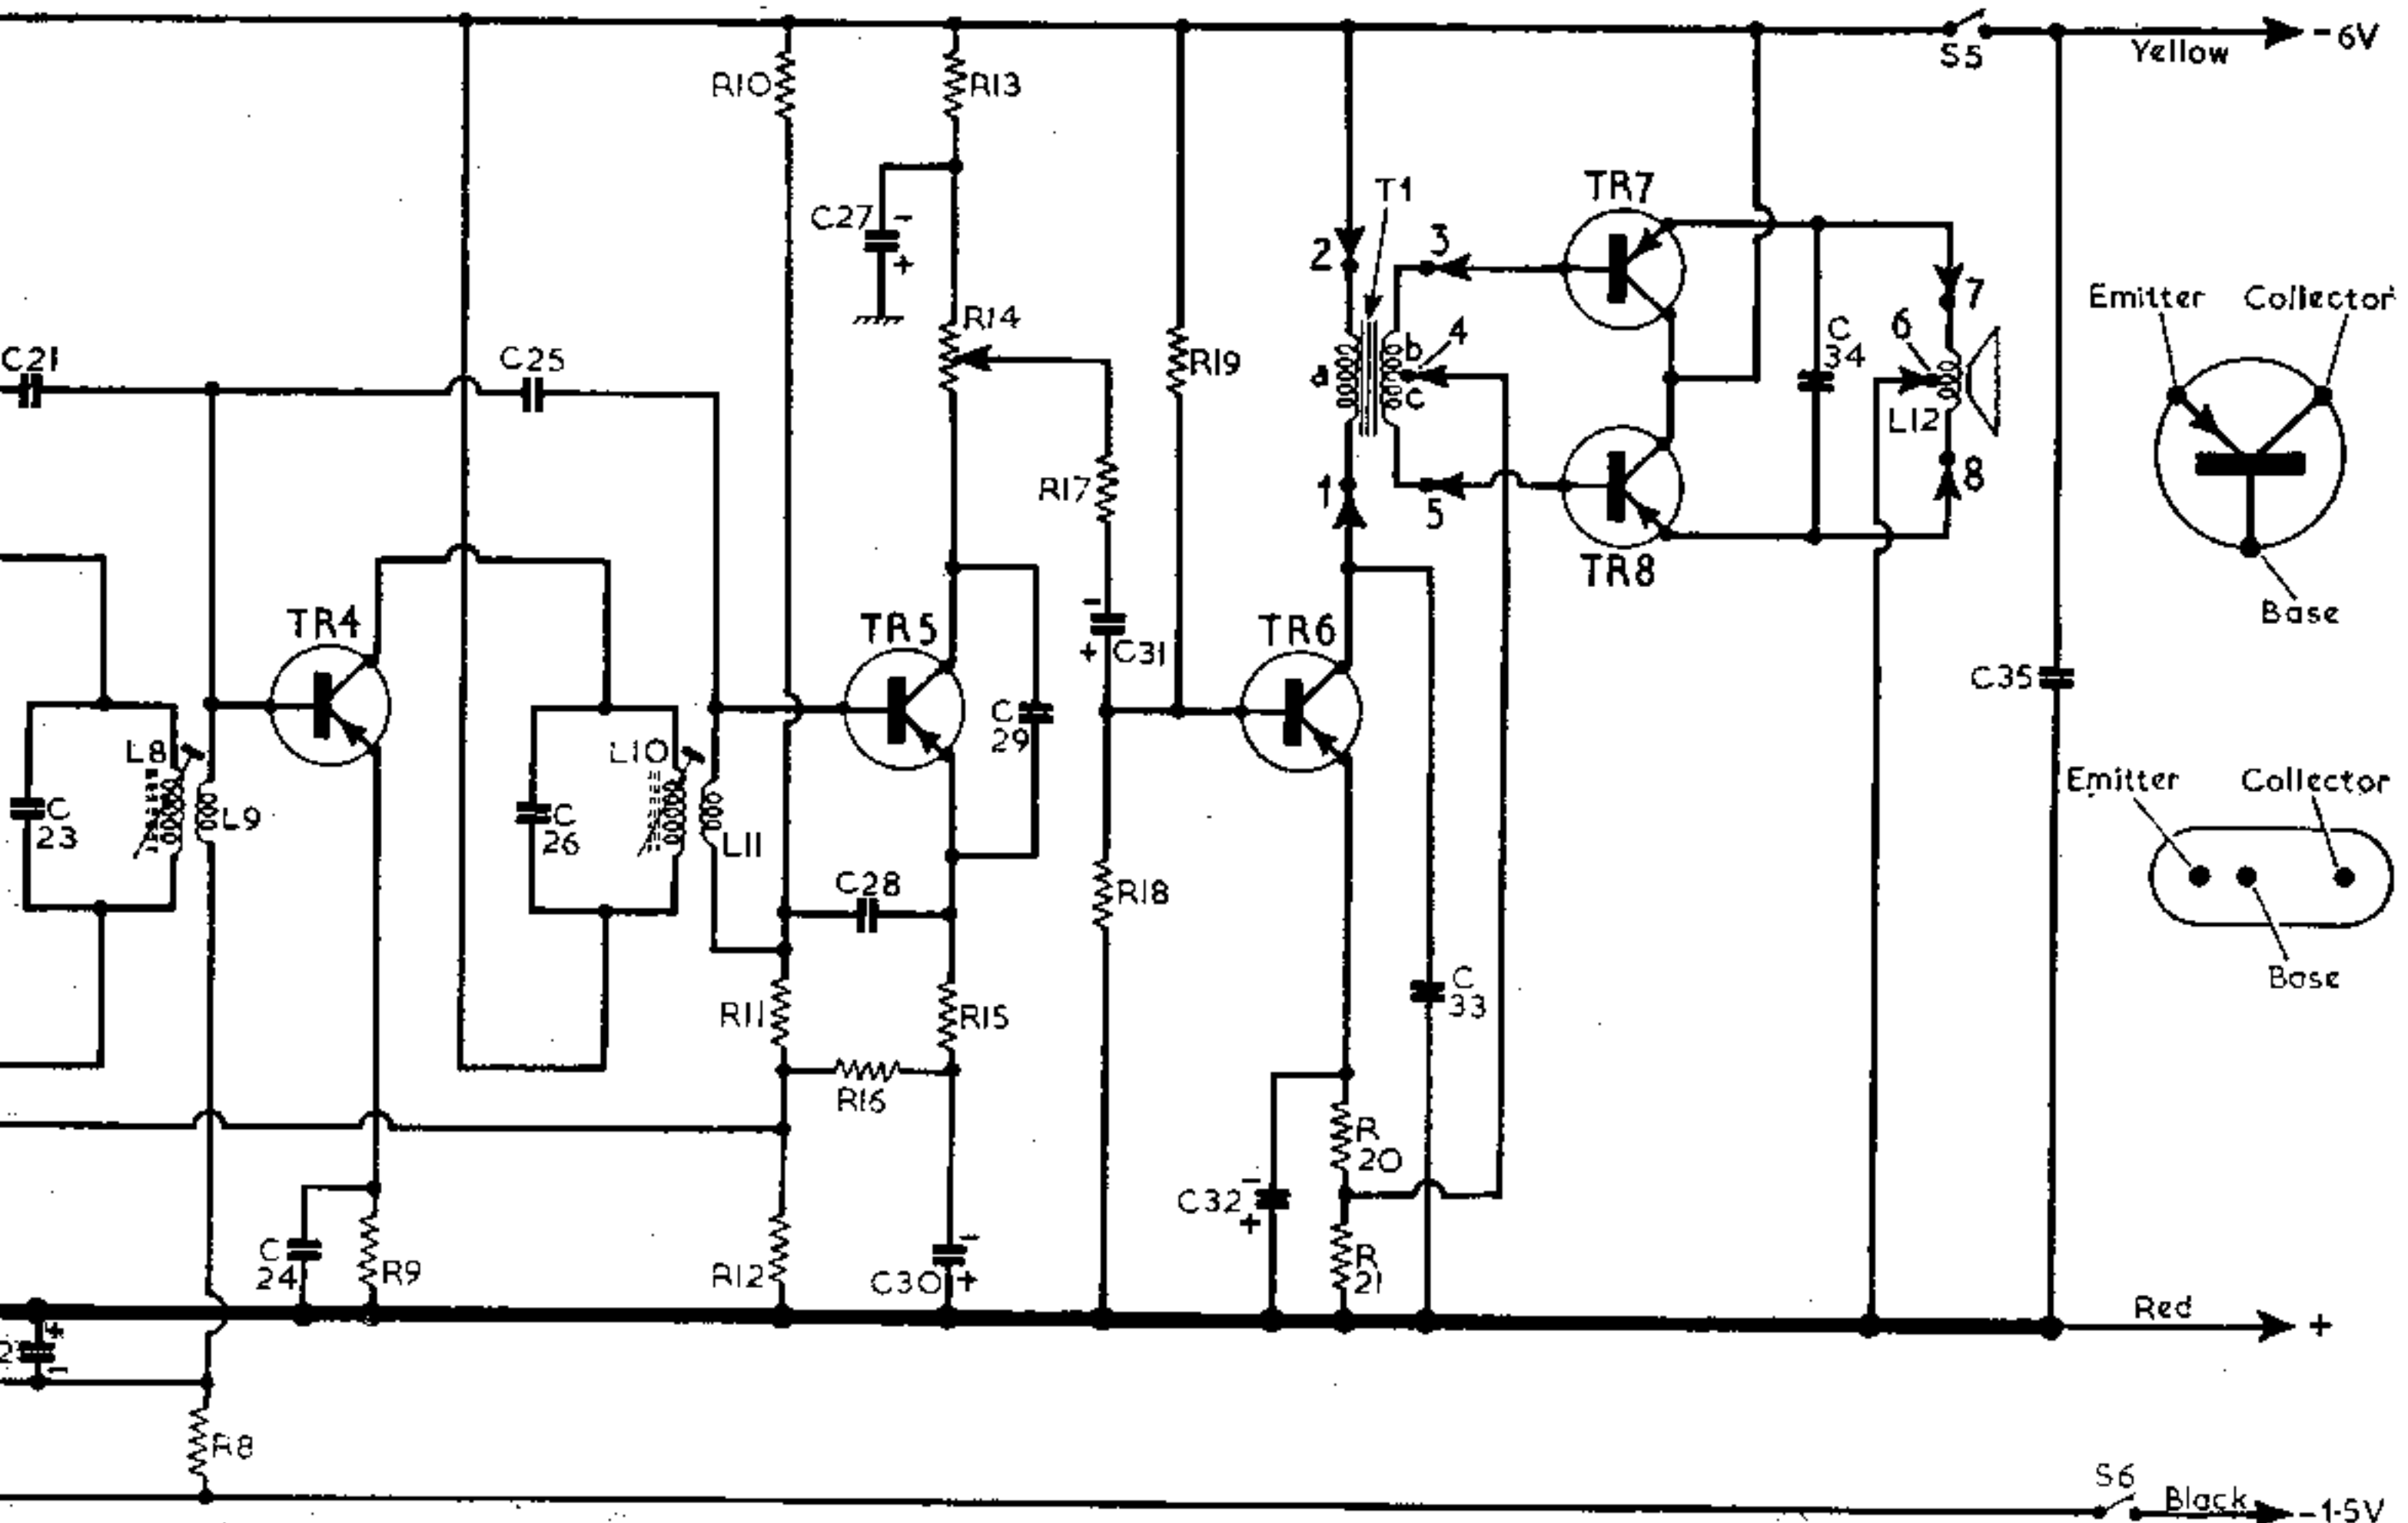 S5
Yellow
-6V
R10
R13
C27
-
+
T1
TR7
2
3
R14
7
Emitter
Collector
C21
C25
R19
a
b
4
c
C
34
6
L12
R17
1
5
8
TR8
Base
TR4
TR5
-
+
C31
TR6
C
29
C35
L8
L10
C
23
L9
C
26
L11
Emitter
Collector
C28
R18
Base
R11
R15
C
33
R16
R
20
C32
-
+
C
24
R9
R12
C30
-
+
R
21
Red
+
+
-
R8
S6
Black
-1·5V